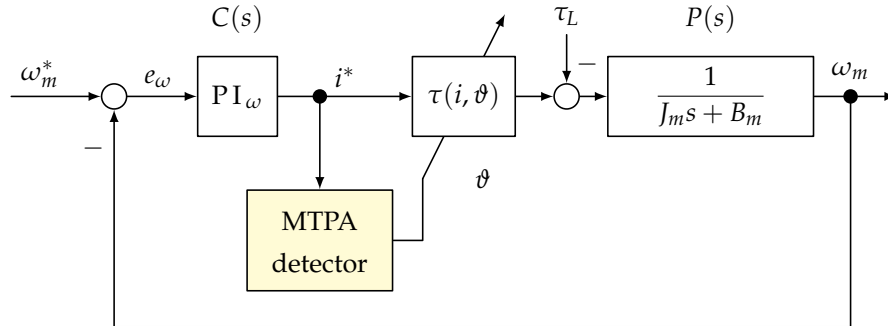 C(s)
P(s)
τ_L
ω_m^*
e_ω
PI_ω
i^*
τ(i, ϑ)
−
1
J_m s + B_m
ω_m
−
ϑ
MTPA
detector